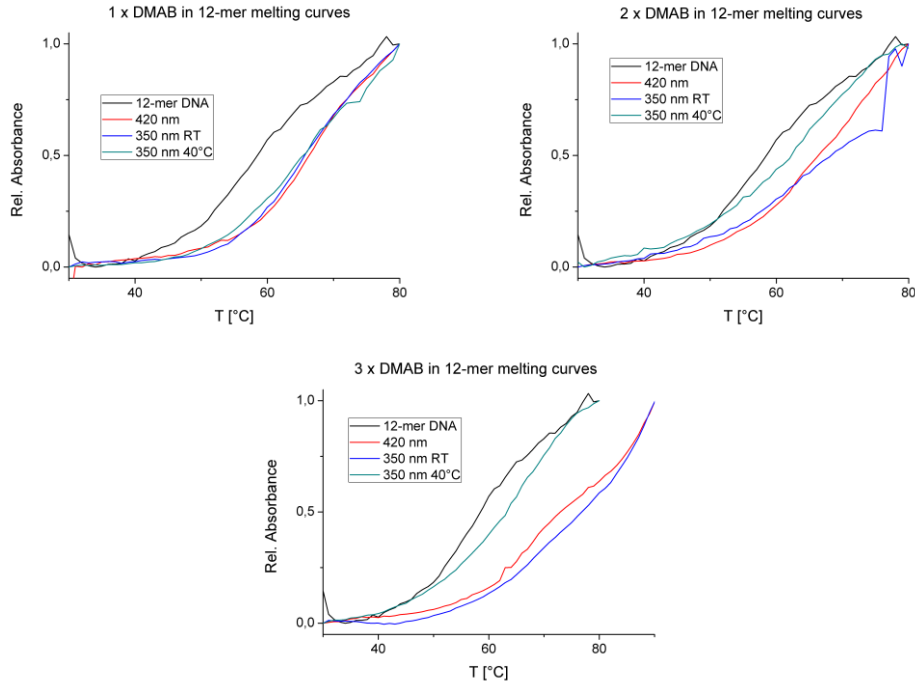 1 x DMAB in 12-mer melting curves
Rel. Absorbance
1,0
0,5
0,0
12-mer DNA
420 nm
350 nm RT
350 nm 40°C
40
60
80
T [°C]
2 x DMAB in 12-mer melting curves
Rel. Absorbance
1,0
0,5
0,0
12-mer DNA
420 nm
350 nm RT
350 nm 40°C
40
50
60
70
80
T [°C]
3 x DMAB in 12-mer melting curves
Rel. Absorbance
1,0
0,5
0,0
12-mer DNA
420 nm
350 nm RT
350 nm 40°C
40
60
80
T [°C]